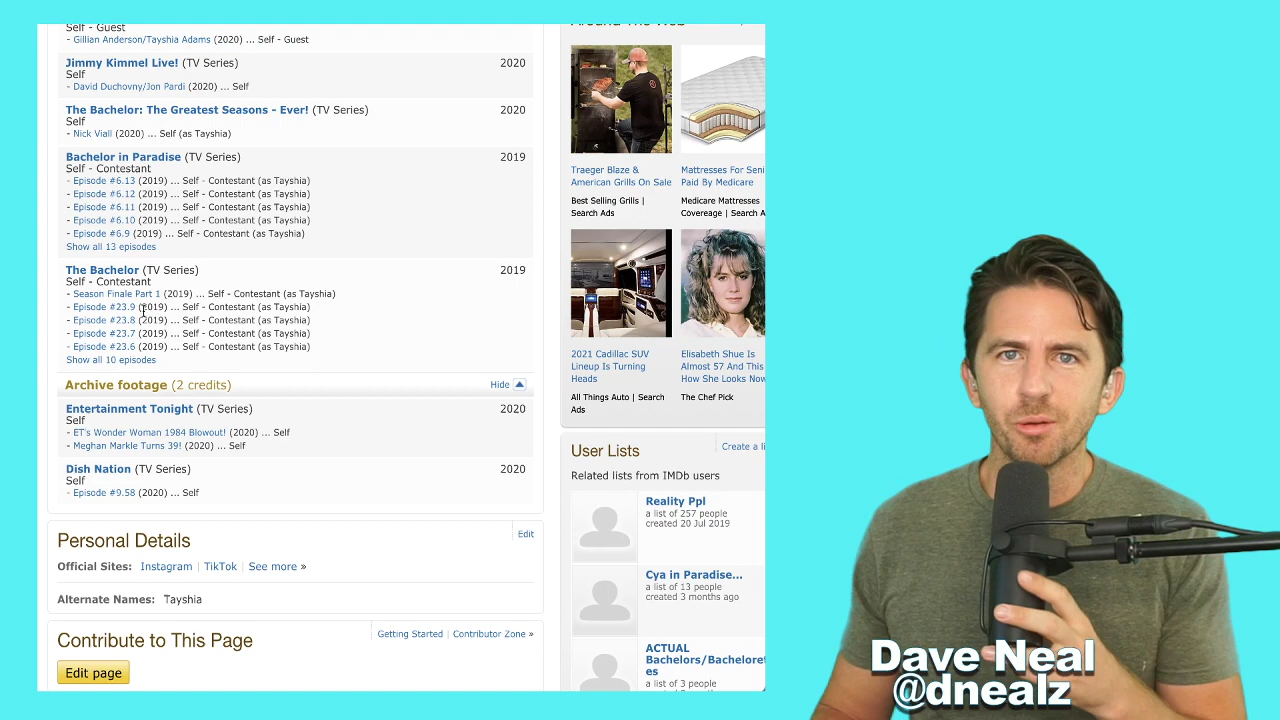 Self - Guest
- Gillian Anderson/Tayshia Adams (2020) ... Self - Guest
Jimmy Kimmel Live! (TV Series) 2020
Self
- David Duchovny/Jon Pardi (2020) ... Self
The Bachelor: The Greatest Seasons - Ever! (TV Series) 2020
Self
- Nick Viall (2020) ... Self (as Tayshia)
Bachelor in Paradise (TV Series) 2019
Self - Contestant
- Episode #6.13 (2019) ... Self - Contestant (as Tayshia)
- Episode #6.12 (2019) ... Self - Contestant (as Tayshia)
- Episode #6.11 (2019) ... Self - Contestant (as Tayshia)
- Episode #6.10 (2019) ... Self - Contestant (as Tayshia)
- Episode #6.9 (2019) ... Self - Contestant (as Tayshia)
Show all 13 episodes
The Bachelor (TV Series) 2019
Self - Contestant
- Season Finale Part 1 (2019) ... Self - Contestant (as Tayshia)
- Episode #23.9 (2019) ... Self - Contestant (as Tayshia)
- Episode #23.8 (2019) ... Self - Contestant (as Tayshia)
- Episode #23.7 (2019) ... Self - Contestant (as Tayshia)
- Episode #23.6 (2019) ... Self - Contestant (as Tayshia)
Show all 10 episodes
Archive footage (2 credits) Hide
Entertainment Tonight (TV Series) 2020
Self
- ET's Wonder Woman 1984 Blowout! (2020) ... Self
- Meghan Markle Turns 39! (2020) ... Self
Dish Nation (TV Series) 2020
Self
- Episode #9.58 (2020) ... Self
Personal Details Edit
Official Sites: Instagram | TikTok | See more »
Alternate Names: Tayshia
Contribute to This Page Getting Started | Contributor Zone »
Edit page
Around The Web
Traeger Blaze &
American Grills On Sale
Best Selling Grills |
Search Ads
Mattresses For Seni
Paid By Medicare
Medicare Mattresses
Covereage | Search A
2021 Cadillac SUV
Lineup Is Turning
Heads
All Things Auto | Search
Ads
Elisabeth Shue Is
Almost 57 And This
How She Looks Now
The Chef Pick
User Lists Create a li
Related lists from IMDb users
Reality Ppl
a list of 257 people
created 20 Jul 2019
Cya in Paradise...
a list of 13 people
created 3 months ago
ACTUAL
Bachelors/Bacheloret
es
a list of 3 people
Dave Neal
@dnealz